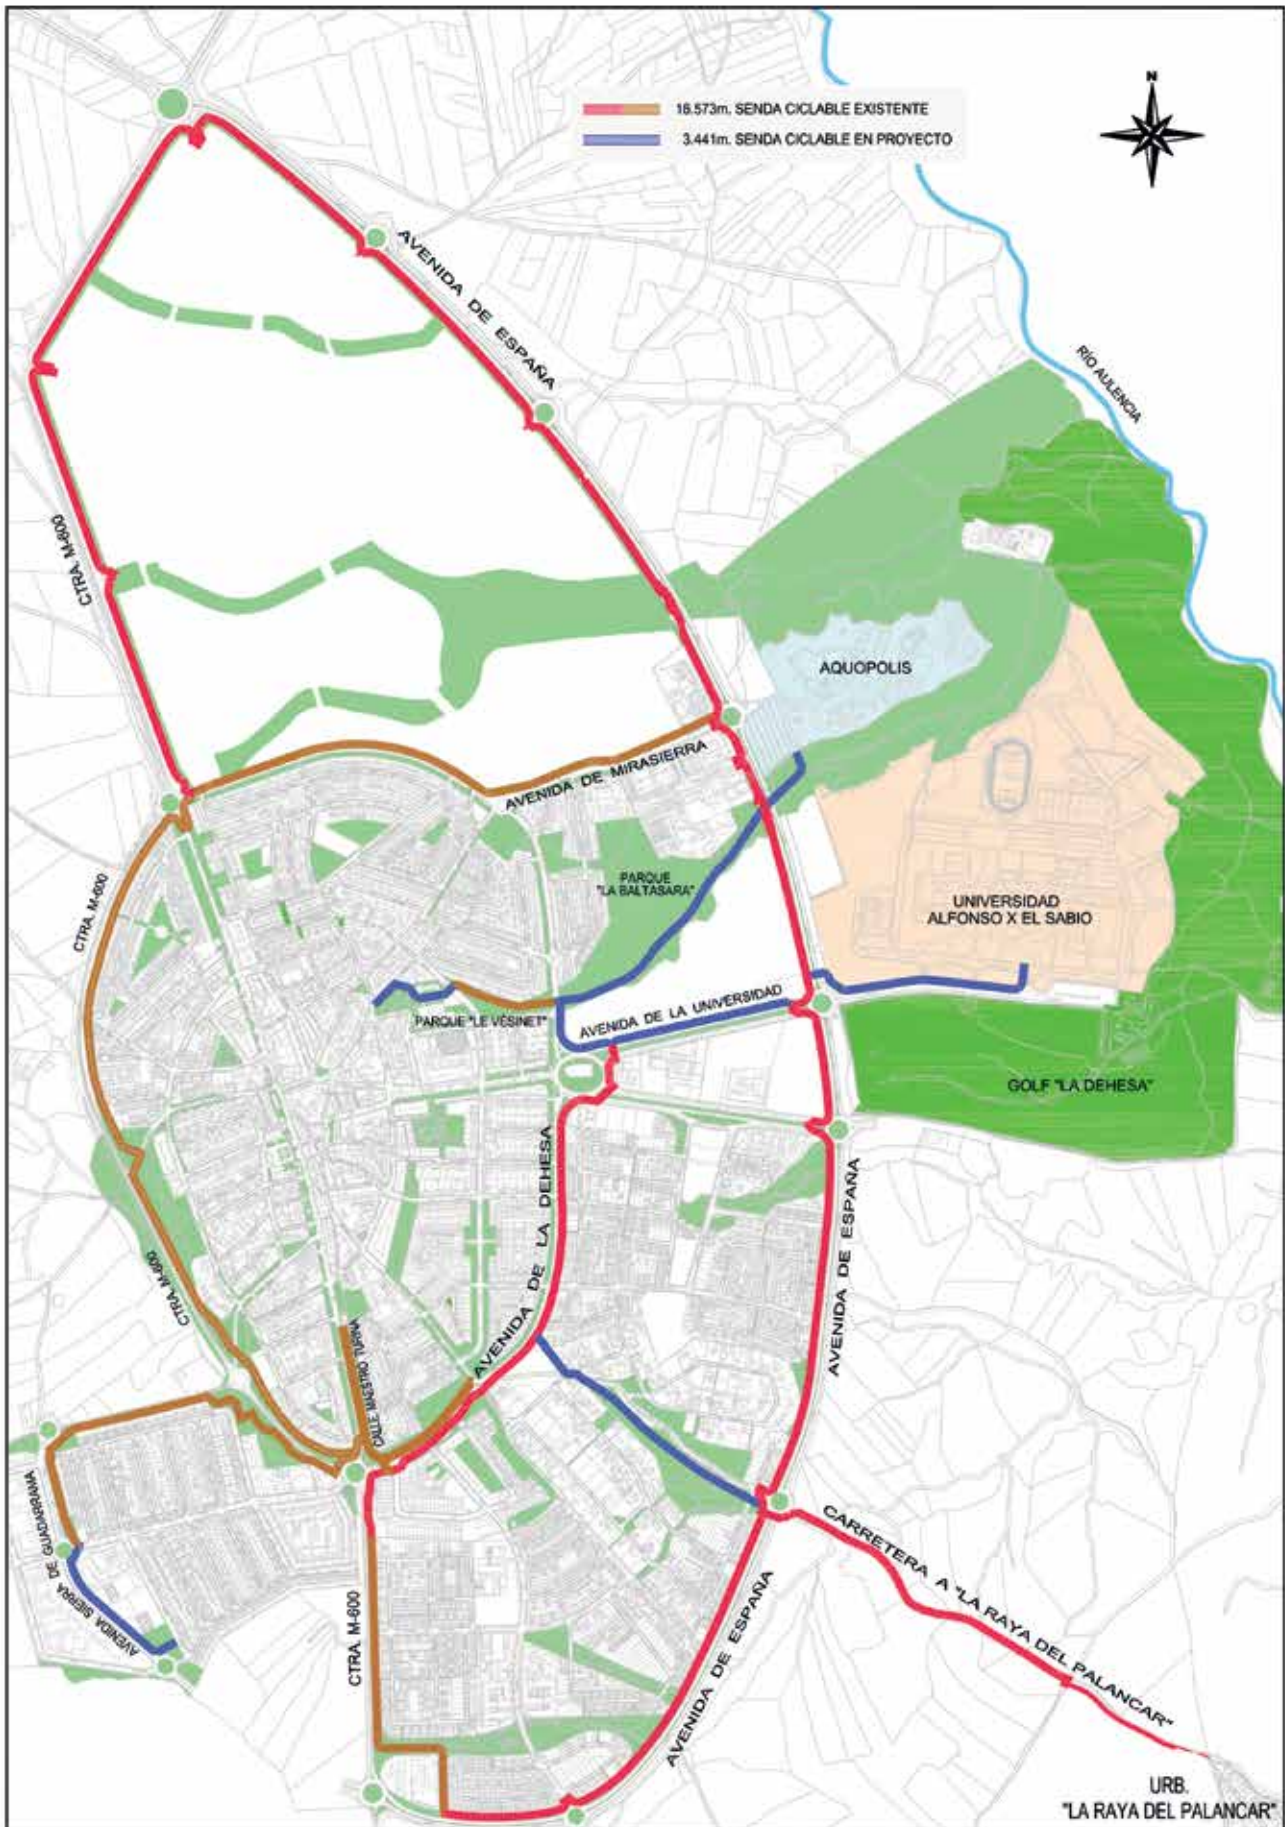 N
16.573m. SENDA CICLABLE EXISTENTE
3.441m. SENDA CICLABLE EN PROYECTO
AVENIDA DE ESPAÑA
RÍO AULENCIA
CTRA. M-600
AQUOPOLIS
AVENIDA DE MIRASIERRA
PARQUE
"LA BALTASARA"
CTRA. M-600
UNIVERSIDAD
ALFONSO X EL SABIO
AVENIDA DE LA UNIVERSIDAD
PARQUE "LE VÉSINET"
GOLF "LA DEHESA"
AVENIDA DE LA DEHESA
AVENIDA DE ESPAÑA
CTRA. M-600
CALLE MAESTRO TURINA
AVENIDA SIERRA DE GUADARRAMA
CARRETERA A "LA RAYA DEL PALANCAR"
CTRA. M-600
AVENIDA DE ESPAÑA
URB.
"LA RAYA DEL PALANCAR"